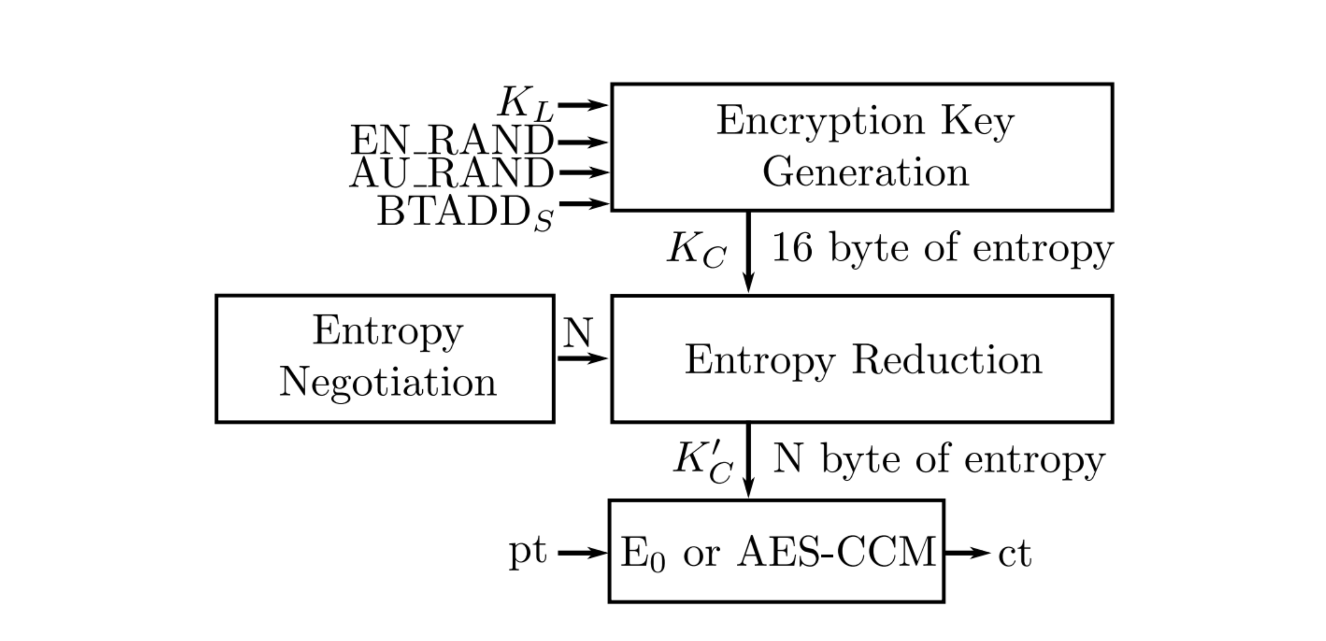 K_L
EN_RAND
AU_RAND
BTADD_S
Encryption Key
Generation
K_C 16 byte of entropy
Entropy
Negotiation
N
Entropy Reduction
K′_C N byte of entropy
pt
E₀ or AES-CCM
ct